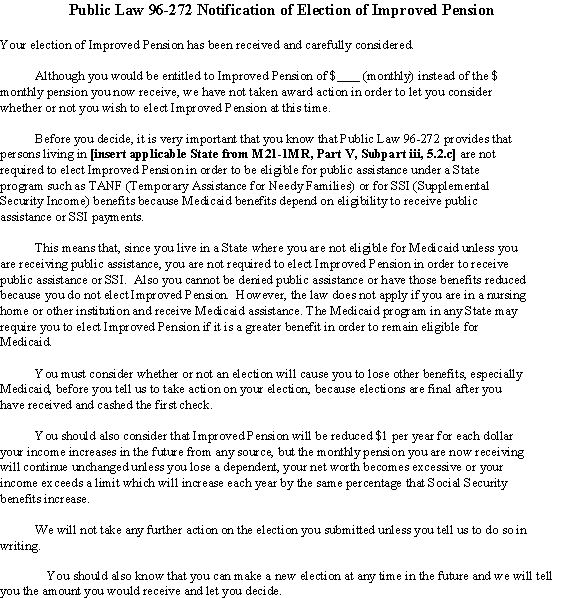 Public Law 96-272 Notification of Election of Improved Pension
Your election of Improved Pension has been received and carefully considered.
Although you would be entitled to Improved Pension of $____ (monthly) instead of the $
monthly pension you now receive, we have not taken award action in order to let you consider
whether or not you wish to elect Improved Pension at this time.
Before you decide, it is very important that you know that Public Law 96-272 provides that
persons living in [insert applicable State from M21-1MR, Part V, Subpart iii, 5.2.c] are not
required to elect Improved Pension in order to be eligible for public assistance under a State
program such as TANF (Temporary Assistance for Needy Families) or for SSI (Supplemental
Security Income) benefits because Medicaid benefits depend on eligibility to receive public
assistance or SSI payments.
This means that, since you live in a State where you are not eligible for Medicaid unless you
are receiving public assistance, you are not required to elect Improved Pension in order to receive
public assistance or SSI.  Also you cannot be denied public assistance or have those benefits reduced
because you do not elect Improved Pension.  However, the law does not apply if you are in a nursing
home or other institution and receive Medicaid assistance. The Medicaid program in any State may
require you to elect Improved Pension if it is a greater benefit in order to remain eligible for
Medicaid.
You must consider whether or not an election will cause you to lose other benefits, especially
Medicaid, before you tell us to take action on your election, because elections are final after you
have received and cashed the first check.
You should also consider that Improved Pension will be reduced $1 per year for each dollar
your income increases in the future from any source, but the monthly pension you are now receiving
will continue unchanged unless you lose a dependent, your net worth becomes excessive or your
income exceeds a limit which will increase each year by the same percentage that Social Security
benefits increase.
We will not take any further action on the election you submitted unless you tell us to do so in
writing.
You should also know that you can make a new election at any time in the future and we will tell
you the amount you would receive and let you decide.